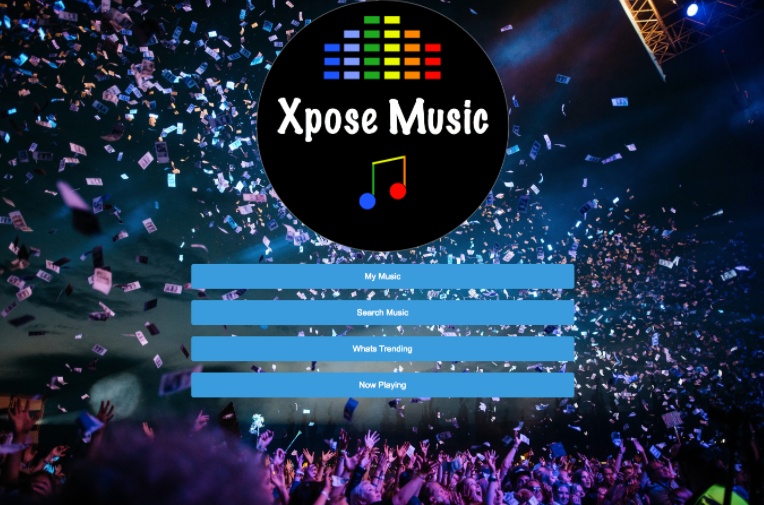 Xpose Music
My Music
Search Music
Whats Trending
Now Playing